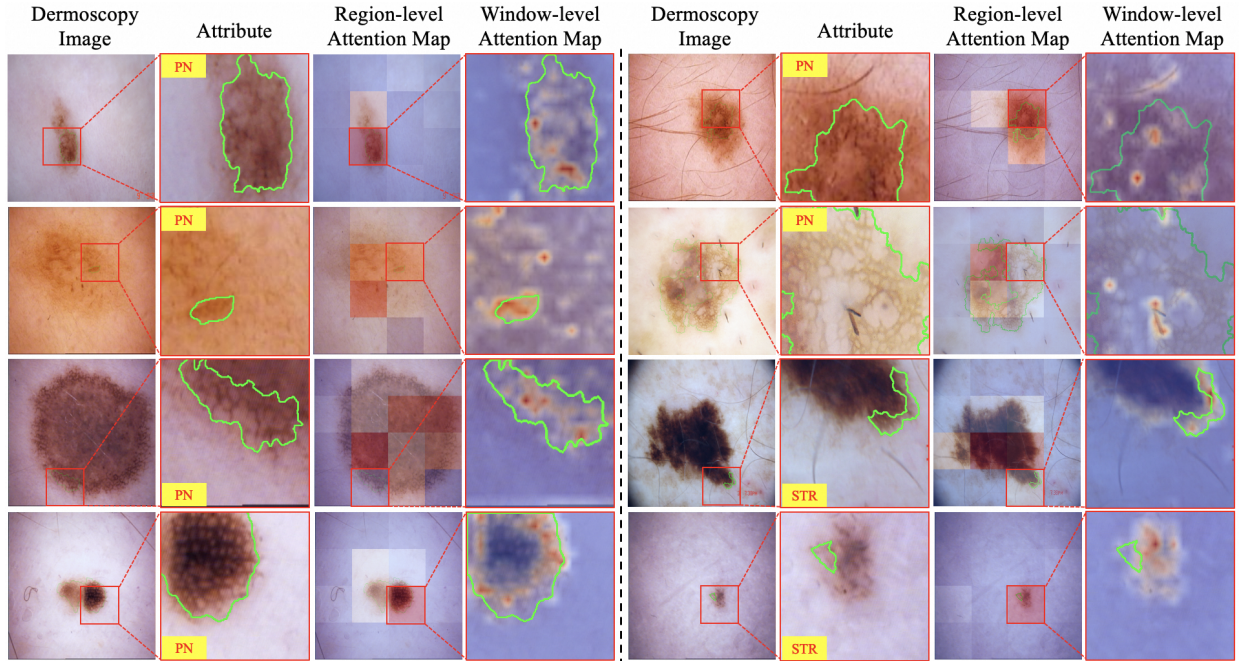 Dermoscopy Image
Attribute
Region-level Attention Map
Window-level Attention Map
Dermoscopy Image
Attribute
Region-level Attention Map
Window-level Attention Map
PN
PN
PN
PN
PN
STR
PN
STR